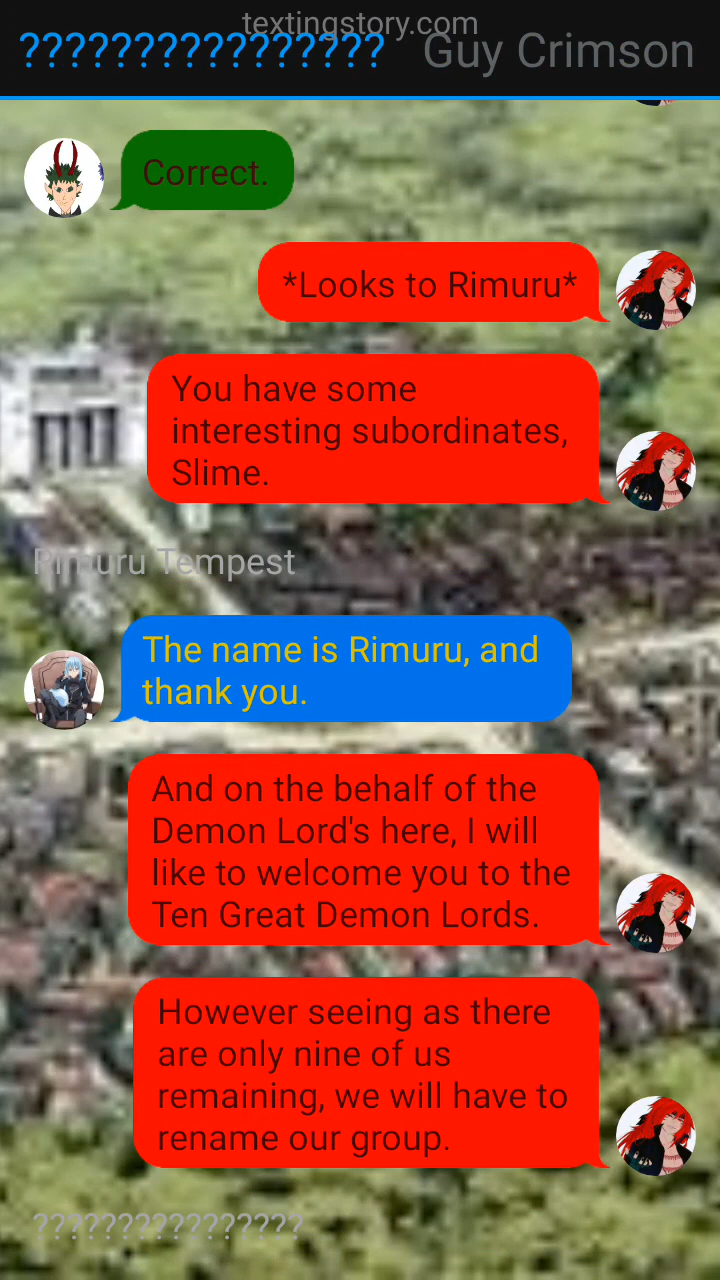 textingstory.com
???????????????? Guy Crimson
Correct.
*Looks to Rimuru*
You have some
interesting subordinates,
Slime.
Rimuru Tempest
The name is Rimuru, and
thank you.
And on the behalf of the
Demon Lord's here, I will
like to welcome you to the
Ten Great Demon Lords.
However seeing as there
are only nine of us
remaining, we will have to
rename our group.
????????????????